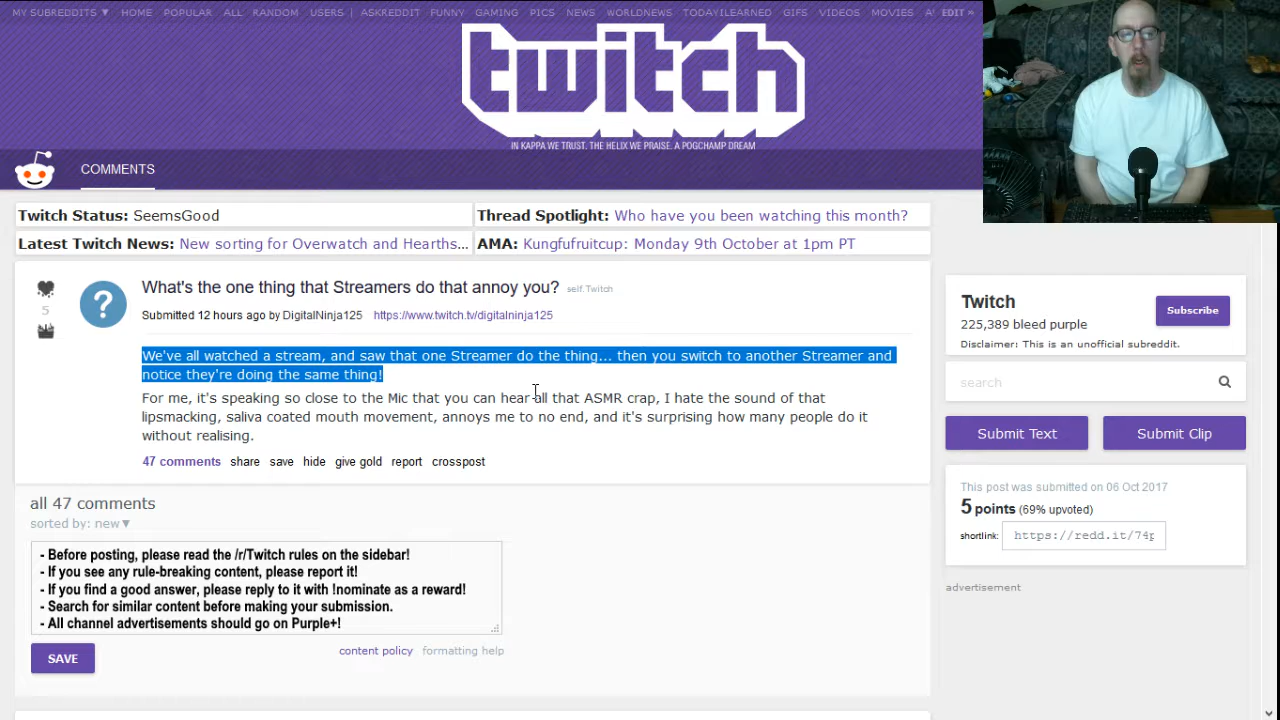 MY SUBREDDITS ▼ HOME POPULAR ALL RANDOM USERS | ASKREDDIT FUNNY GAMING PICS NEWS WORLDNEWS TODAYILEARNED GIFS VIDEOS MOVIES EDIT »
twitch
IN KAPPA WE TRUST. THE HELIX WE PRAISE. A POGCHAMP DREAM
COMMENTS
Twitch Status: SeemsGood
Thread Spotlight: Who have you been watching this month?
Latest Twitch News: New sorting for Overwatch and Hearths...
AMA: Kungfufruitcup: Monday 9th October at 1pm PT
What's the one thing that Streamers do that annoy you? self.Twitch
5
?
Submitted 12 hours ago by DigitalNinja125 https://www.twitch.tv/digitalninja125
We've all watched a stream, and saw that one Streamer do the thing... then you switch to another Streamer and
notice they're doing the same thing!
For me, it's speaking so close to the Mic that you can hear all that ASMR crap, I hate the sound of that
lipsmacking, saliva coated mouth movement, annoys me to no end, and it's surprising how many people do it
without realising.
47 comments share save hide give gold report crosspost
all 47 comments
sorted by: new▼
- Before posting, please read the /r/Twitch rules on the sidebar!
- If you see any rule-breaking content, please report it!
- If you find a good answer, please reply to it with !nominate as a reward!
- Search for similar content before making your submission.
- All channel advertisements should go on Purple+!
SAVE
content policy formatting help
Twitch
225,389 bleed purple
Subscribe
Disclaimer: This is an unofficial subreddit.
search
Submit Text
Submit Clip
This post was submitted on 06 Oct 2017
5 points (69% upvoted)
shortlink: https://redd.it/74p
advertisement